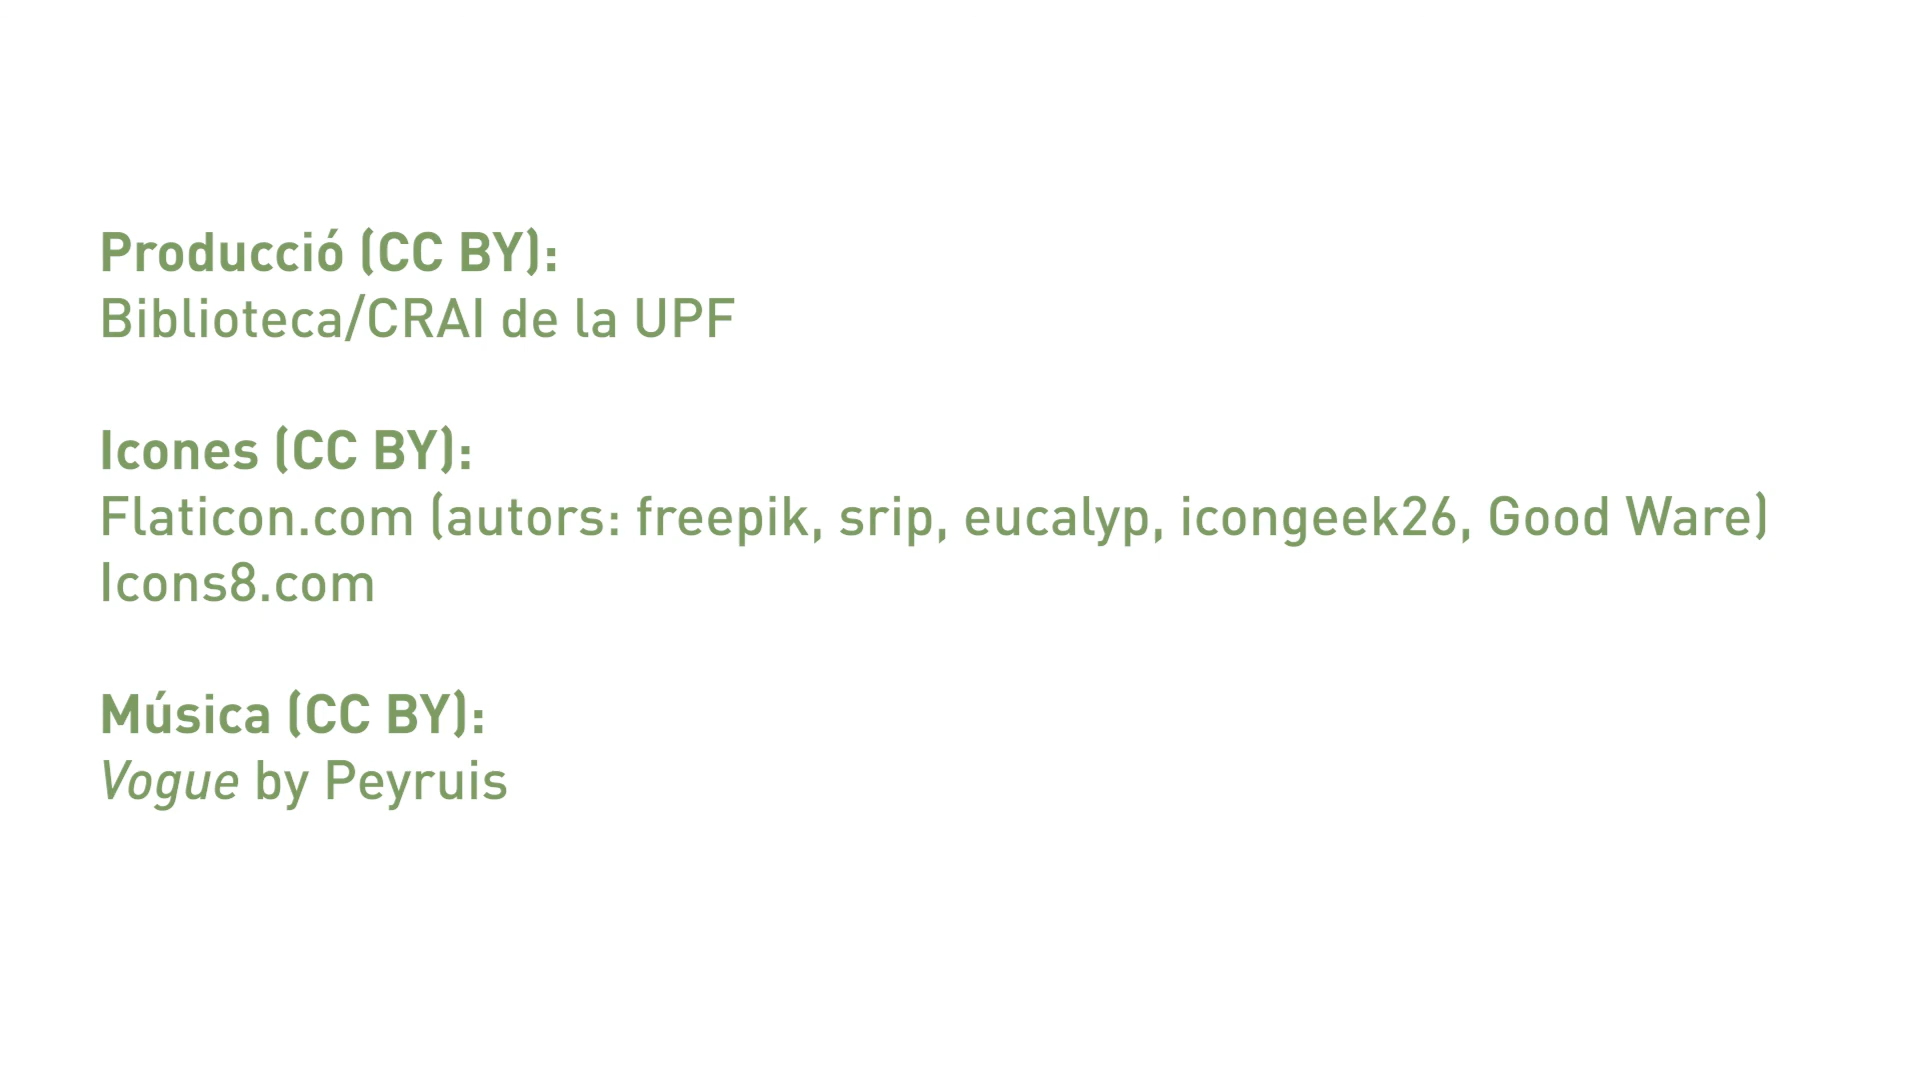 Producció (CC BY):
Biblioteca/CRAI de la UPF
Icones (CC BY):
Flaticon.com (autors: freepik, srip, eucalyp, icongeek26, Good Ware)
Icons8.com
Música (CC BY):
Vogue by Peyruis